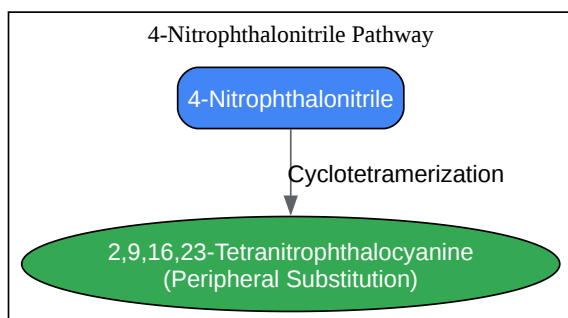 4-Nitrophthalonitrile Pathway
4-Nitrophthalonitrile
Cyclotetramerization
2,9,16,23-Tetranitrophthalocyanine
(Peripheral Substitution)